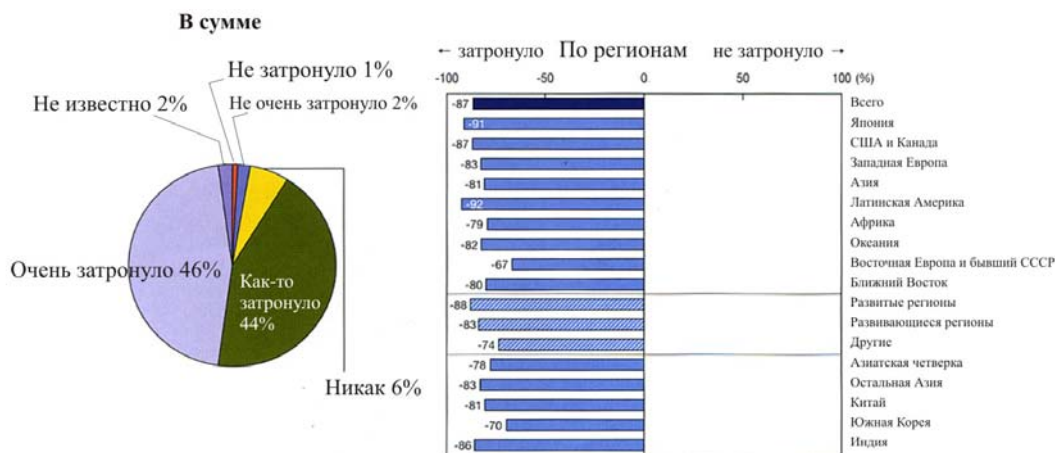 В сумме
Не затронуло 1%
Не известно 2%
Не очень затронуло 2%
Очень затронуло 46%
Как-то
затронуло
44%
Никак 6%
← затронуло По регионам не затронуло →
-100 -50 0 50 100 (%)
-87 Всего
-91 Япония
-87 США и Канада
-83 Западная Европа
-81 Азия
-92 Латинская Америка
-79 Африка
-82 Океания
-67 Восточная Европа и бывший СССР
-80 Ближний Восток
-88 Развитые регионы
-83 Развивающиеся регионы
-74 Другие
-78 Азиатская четверка
-83 Остальная Азия
-81 Китай
-70 Южная Корея
-86 Индия